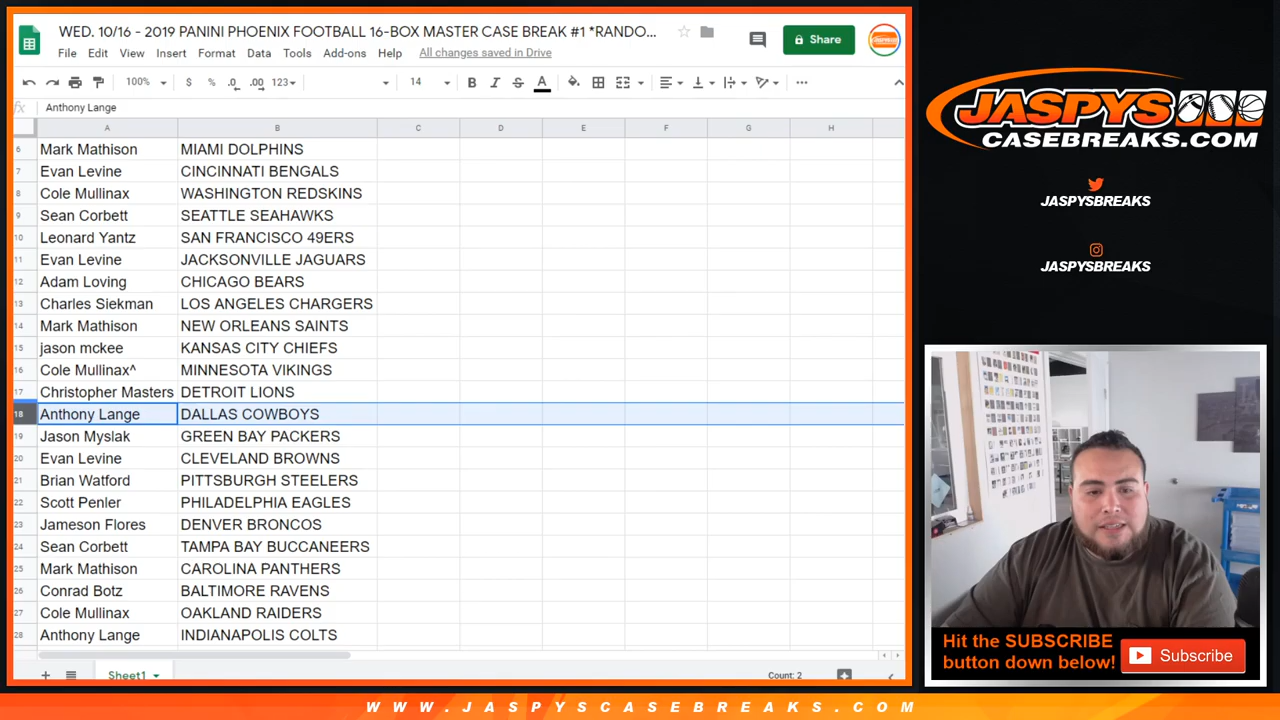 WED. 10/16 - 2019 PANINI PHOENIX FOOTBALL 16-BOX MASTER CASE BREAK #1 *RANDO...
File Edit View Insert Format Data Tools Add-ons Help All changes saved in Drive
Share
100% $ % .0 .00 123 14 B I S A
fx Anthony Lange
A B C D E F G H
6 Mark Mathison MIAMI DOLPHINS
7 Evan Levine CINCINNATI BENGALS
8 Cole Mullinax WASHINGTON REDSKINS
9 Sean Corbett SEATTLE SEAHAWKS
10 Leonard Yantz SAN FRANCISCO 49ERS
11 Evan Levine JACKSONVILLE JAGUARS
12 Adam Loving CHICAGO BEARS
13 Charles Siekman LOS ANGELES CHARGERS
14 Mark Mathison NEW ORLEANS SAINTS
15 jason mckee KANSAS CITY CHIEFS
16 Cole Mullinax^ MINNESOTA VIKINGS
17 Christopher Masters DETROIT LIONS
18 Anthony Lange DALLAS COWBOYS
19 Jason Myslak GREEN BAY PACKERS
20 Evan Levine CLEVELAND BROWNS
21 Brian Watford PITTSBURGH STEELERS
22 Scott Penler PHILADELPHIA EAGLES
23 Jameson Flores DENVER BRONCOS
24 Sean Corbett TAMPA BAY BUCCANEERS
25 Mark Mathison CAROLINA PANTHERS
26 Conrad Botz BALTIMORE RAVENS
27 Cole Mullinax OAKLAND RAIDERS
28 Anthony Lange INDIANAPOLIS COLTS
Sheet1 Count: 2
JASPYS
CASEBREAKS.COM
JASPYSBREAKS
JASPYSBREAKS
Hit the SUBSCRIBE
button down below!
Subscribe
WWW.JASPYSCASEBREAKS.COM